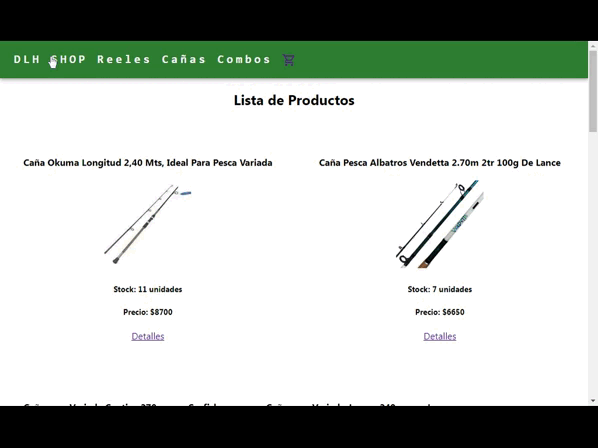 DLH SHOP Reeles Cañas Combos
Lista de Productos
Caña Okuma Longitud 2,40 Mts, Ideal Para Pesca Variada
Caña Pesca Albatros Vendetta 2.70m 2tr 100g De Lance
Stock: 11 unidades
Stock: 7 unidades
Precio: $8700
Precio: $6650
Detalles
Detalles